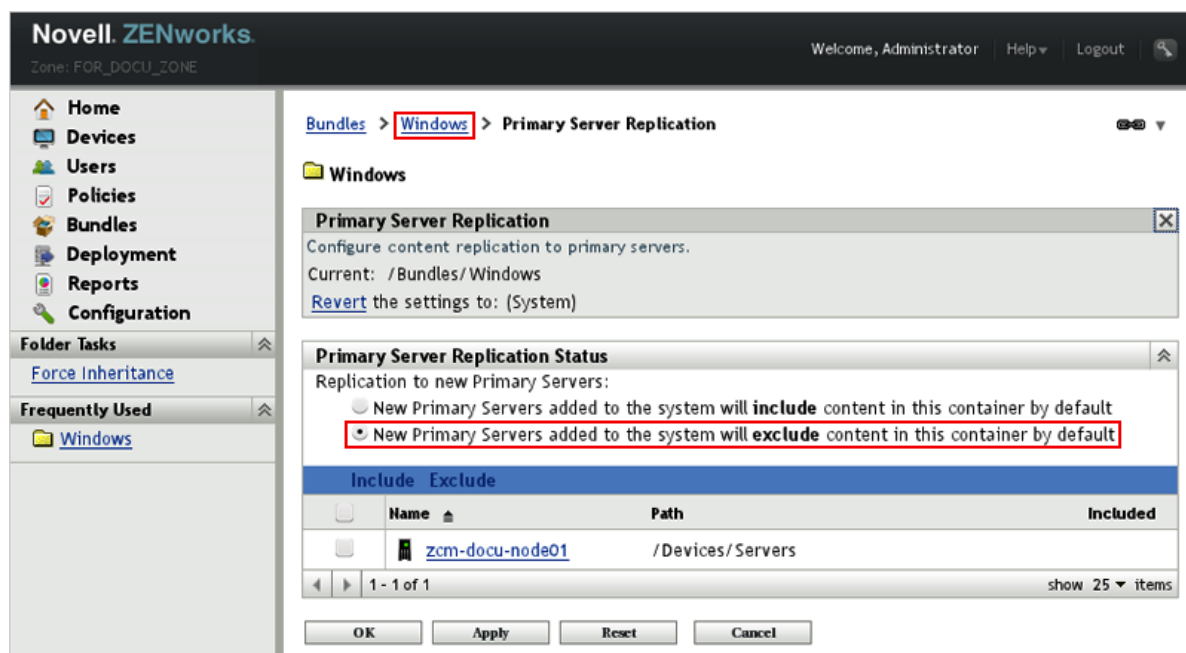 Novell. ZENworks.
Zone: FOR_DOCU_ZONE
Welcome, Administrator Help Logout
Home
Devices
Users
Policies
Bundles
Deployment
Reports
Configuration
Folder Tasks
Force Inheritance
Frequently Used
Windows
Bundles > Windows > Primary Server Replication
Windows
Primary Server Replication
Configure content replication to primary servers.
Current: /Bundles/Windows
Revert the settings to: (System)
Primary Server Replication Status
Replication to new Primary Servers:
New Primary Servers added to the system will include content in this container by default
New Primary Servers added to the system will exclude content in this container by default
Include Exclude
Name Path Included
zcm-docu-node01 /Devices/Servers
1 - 1 of 1 show 25 items
OK Apply Reset Cancel